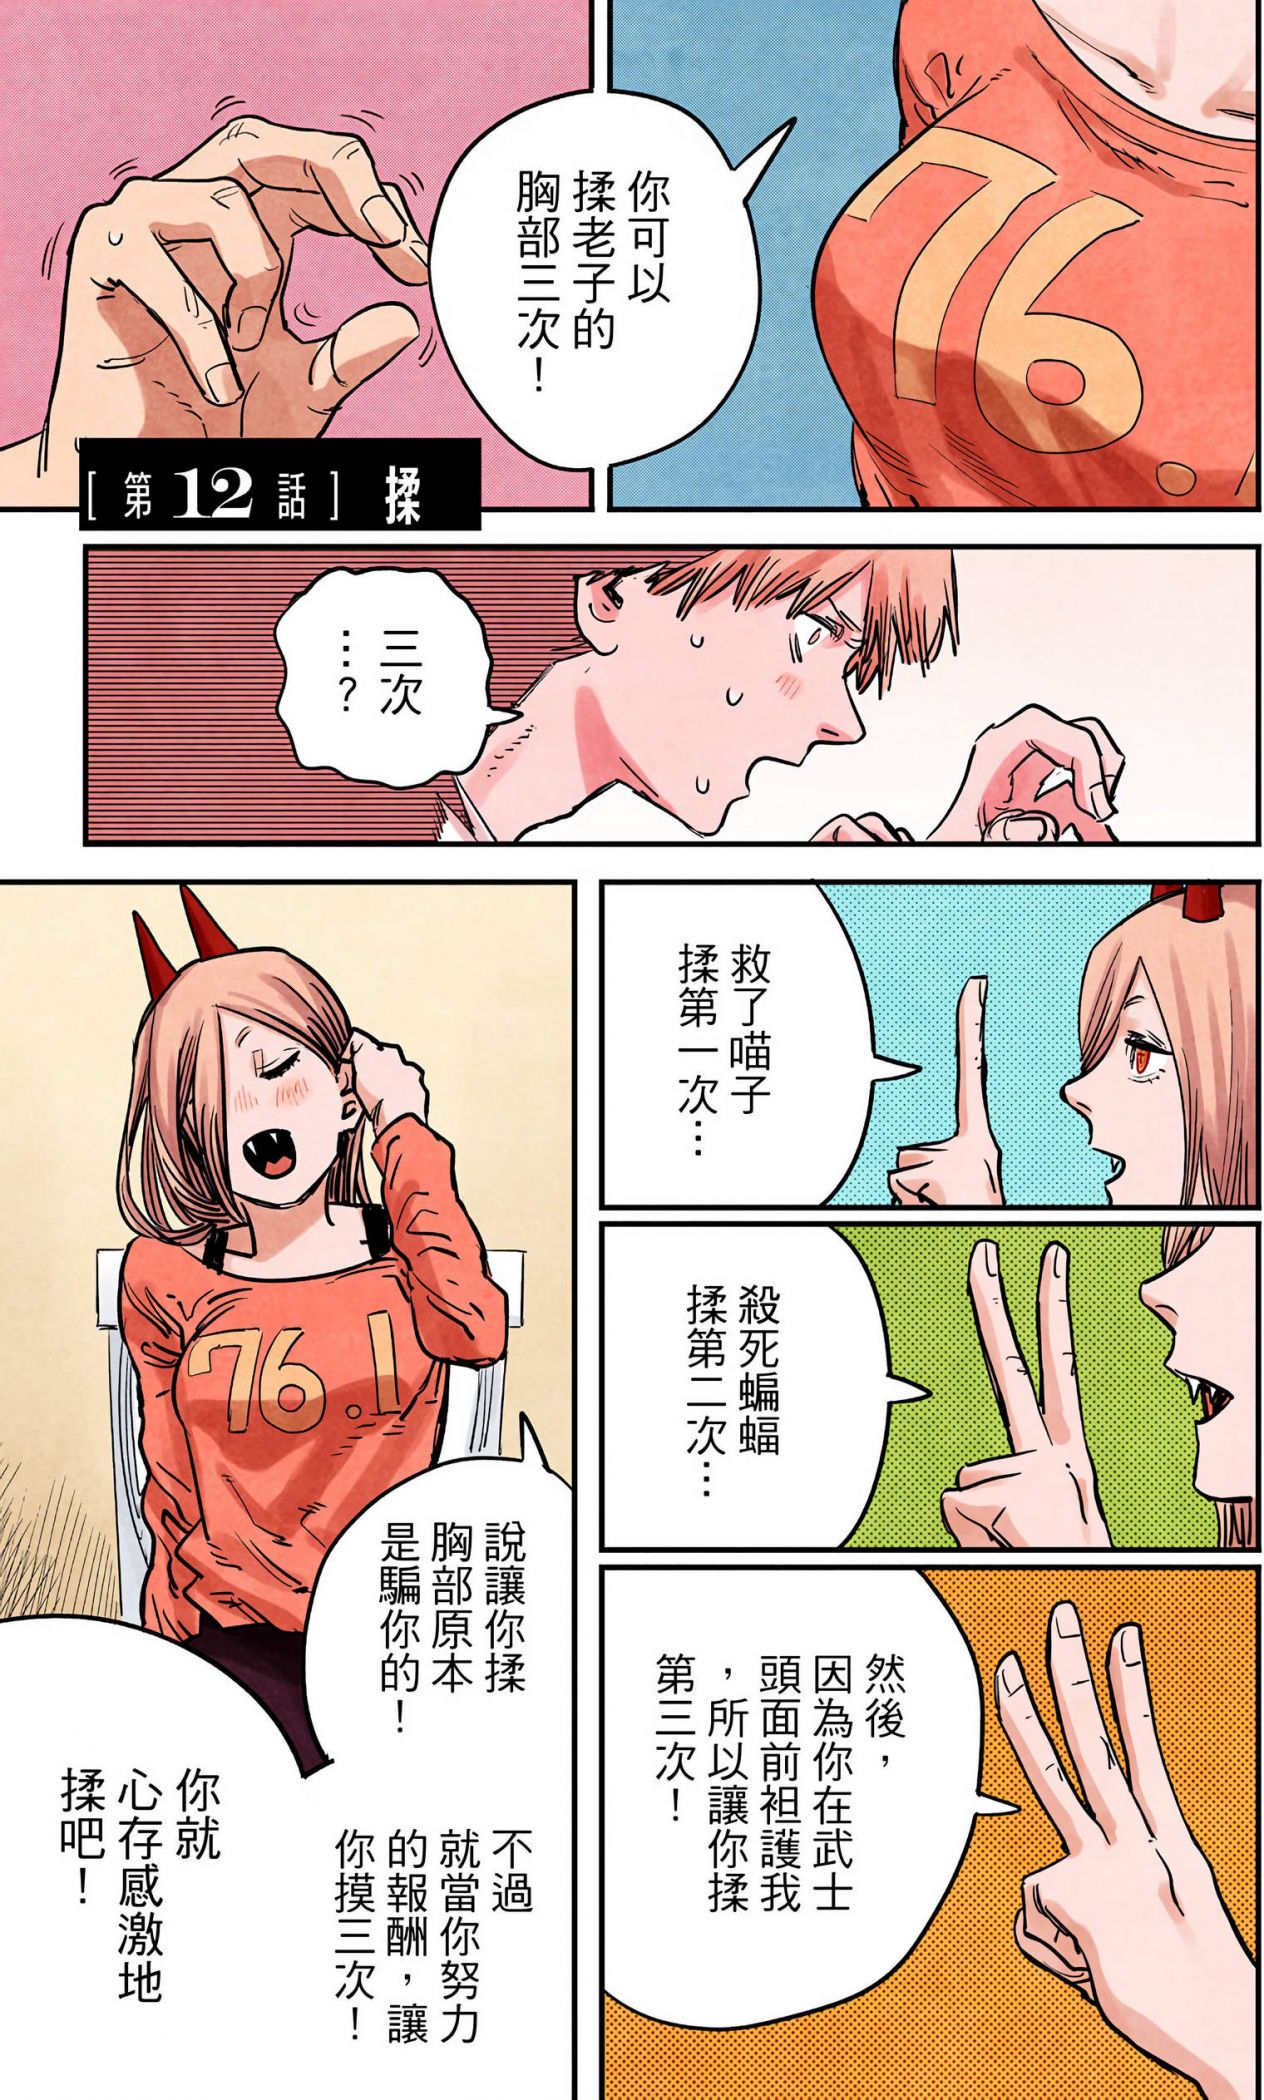 你可以
揉老子的
胸部三次！
76.
[第12話] 揉
三次
…？
救了喵子
揉第一次…
殺死蝙蝠
揉第二次…
然後，
因為你在武士
頭面前袒護我
，所以讓你揉
第三次！
76.1
說讓你揉
胸部原本
是騙你的！
不過
就當你努力
的報酬，讓
你摸三次！
你就
心存感激地
揉吧！